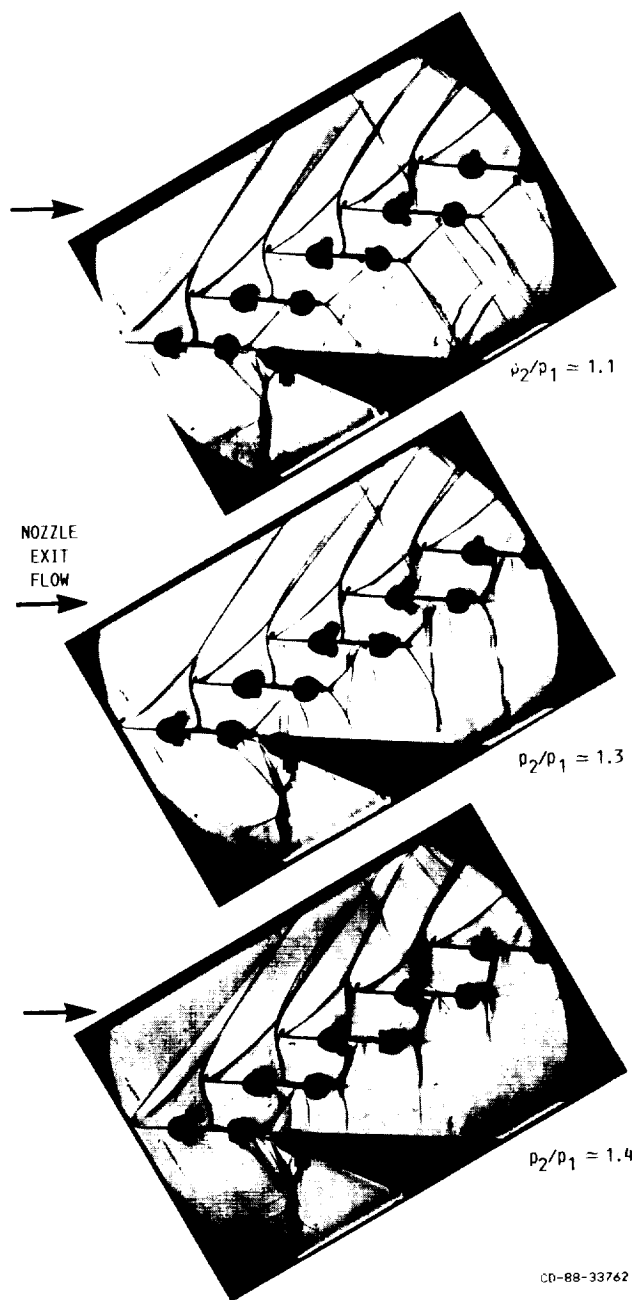 p₂/p₁ ≃ 1.1
NOZZLE
EXIT
FLOW
p₂/p₁ ≃ 1.3
p₂/p₁ ≃ 1.4
CD-88-33762